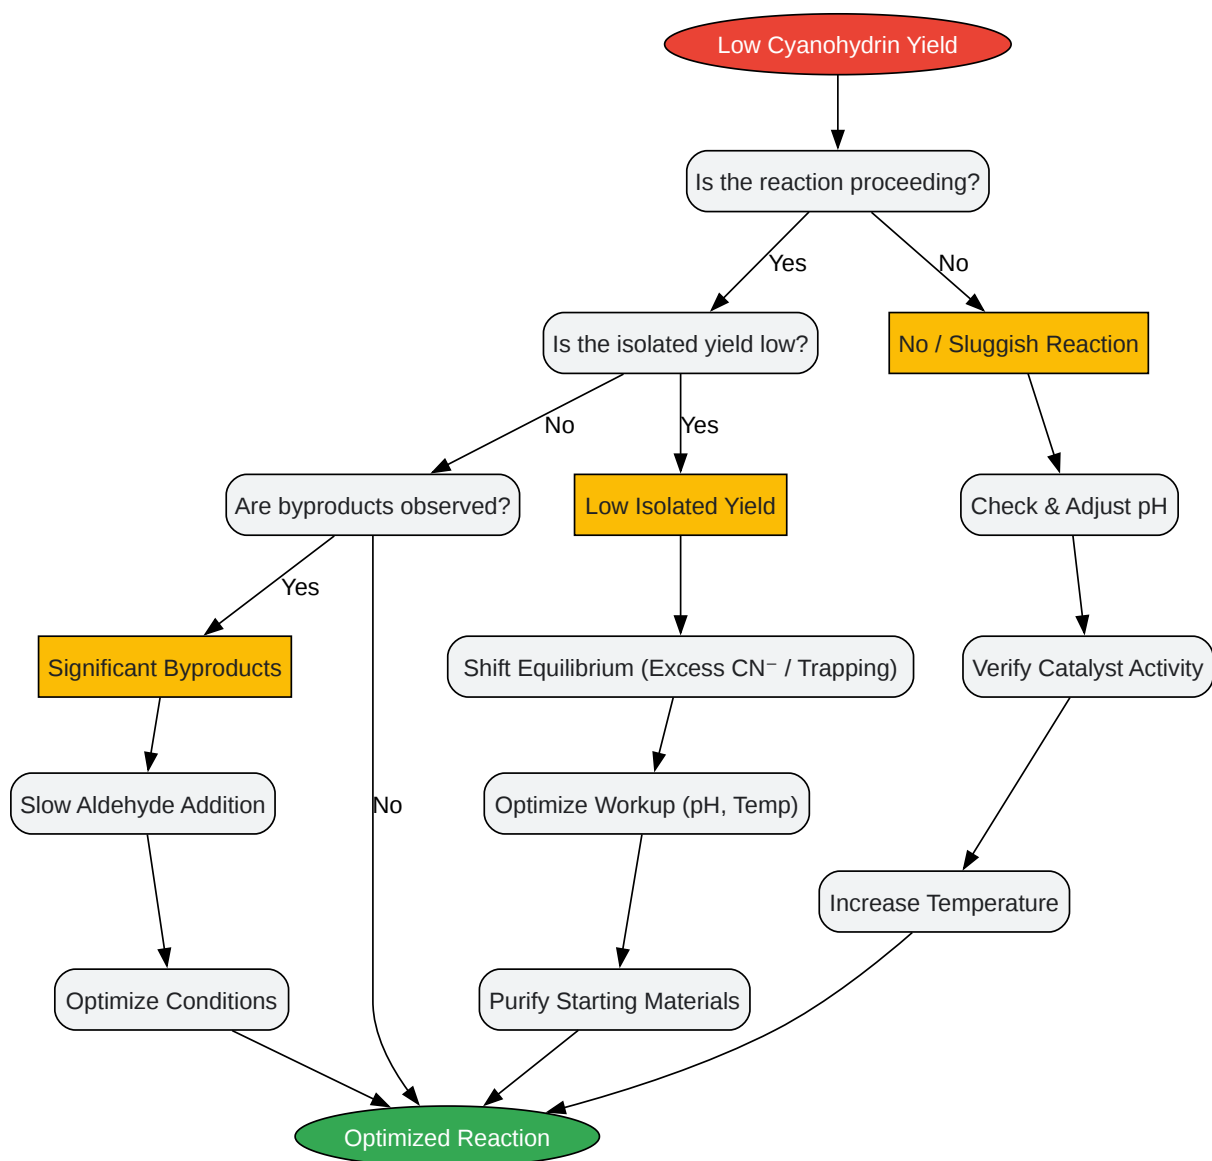 Low Cyanohydrin Yield
Is the reaction proceeding?
Yes
No
Is the isolated yield low?
No / Sluggish Reaction
No
Yes
Are byproducts observed?
Low Isolated Yield
Check & Adjust pH
Yes
Significant Byproducts
Shift Equilibrium (Excess CN⁻ / Trapping)
Verify Catalyst Activity
Slow Aldehyde Addition
No
Optimize Workup (pH, Temp)
Increase Temperature
Optimize Conditions
Purify Starting Materials
Optimized Reaction